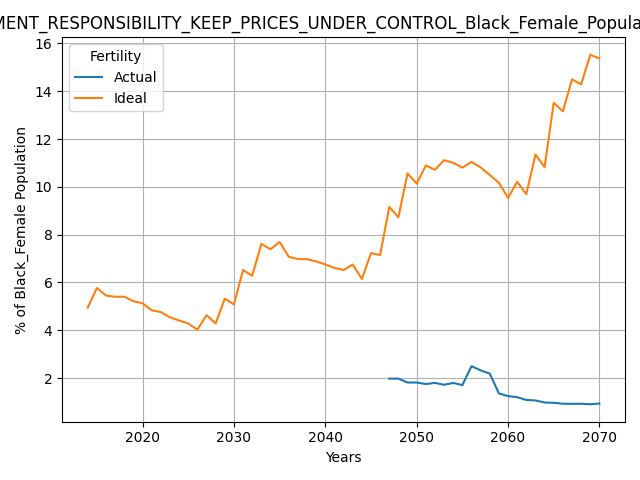 MENT_RESPONSIBILITY_KEEP_PRICES_UNDER_CONTROL_Black_Female_Popula
Fertility
Actual
Ideal
16
14
12
10
8
6
4
2
% of Black_Female Population
2020 2030 2040 2050 2060 2070
Years